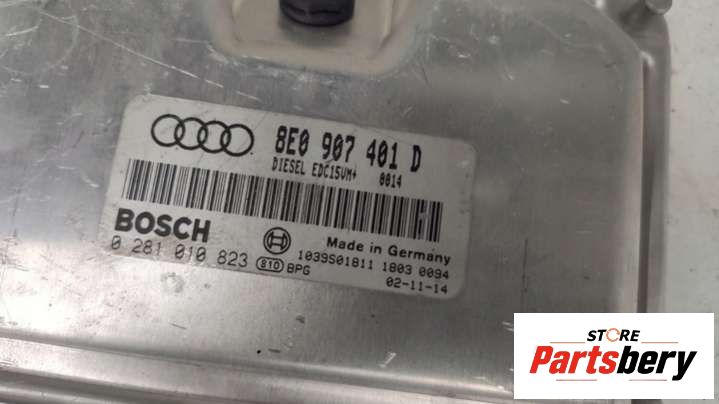 8E0 907 401 D
DIESEL EDC15VM+ 0014
BOSCH
0 281 010 823
810 BPG
Made in Germany
1039S01811 1803 0094
02-11-14
STORE
Partsbery